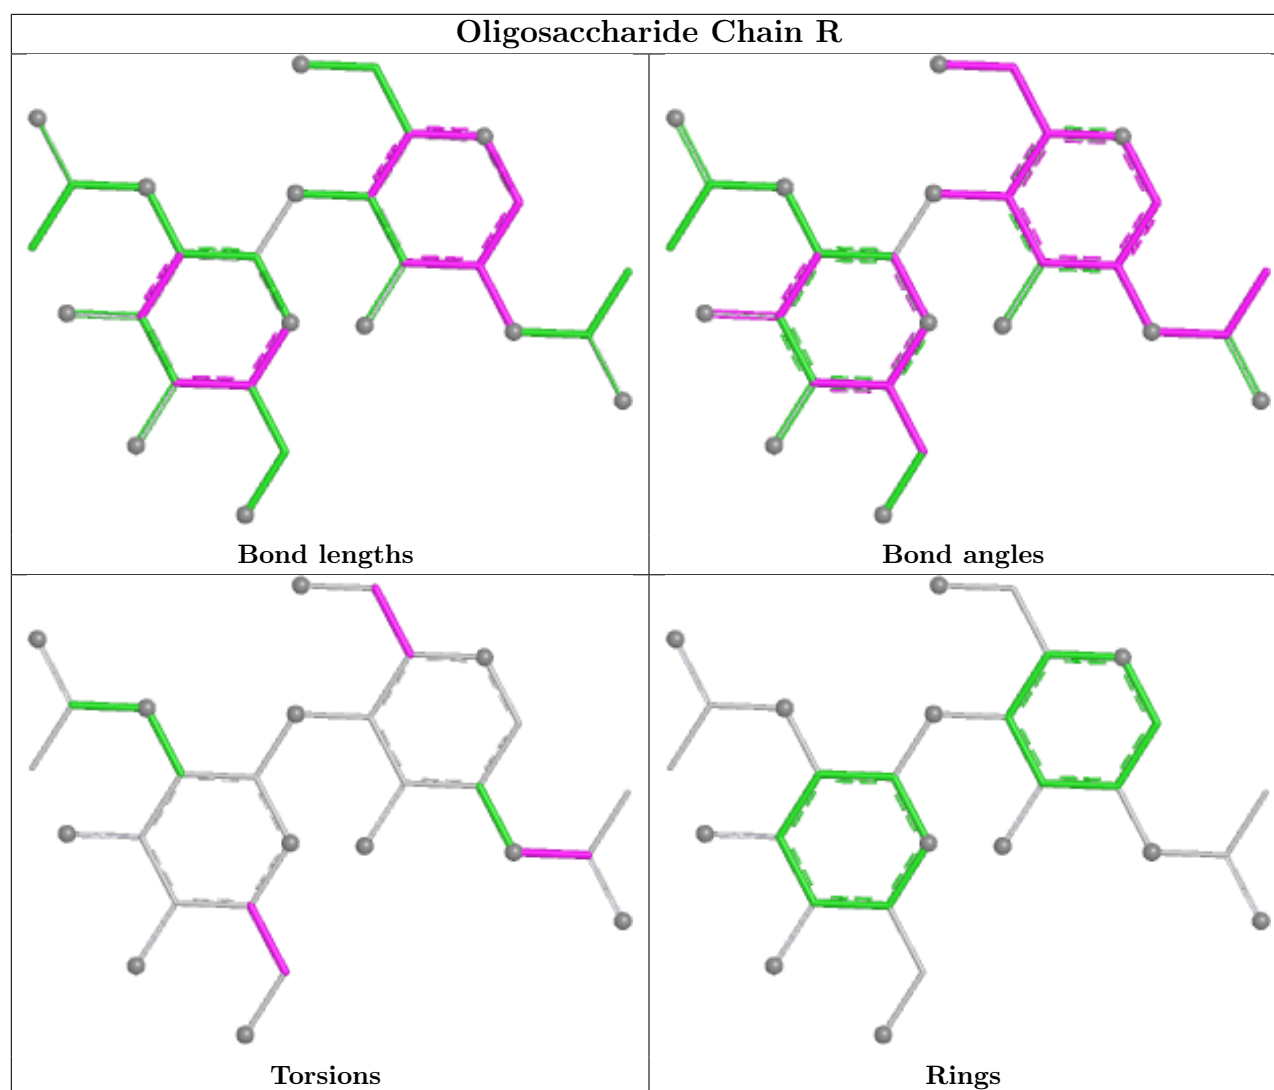 Oligosaccharide Chain R
Bond lengths
Bond angles
Torsions
Rings